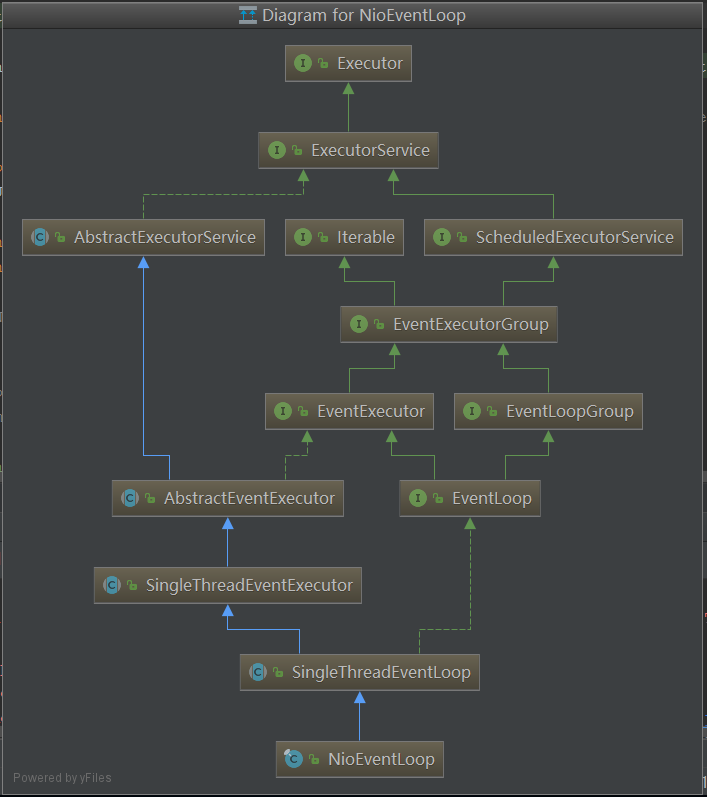 Diagram for NioEventLoop
I Executor
I ExecutorService
C AbstractExecutorService I Iterable I ScheduledExecutorService
I EventExecutorGroup
I EventExecutor I EventLoopGroup
C AbstractEventExecutor I EventLoop
C SingleThreadEventExecutor
C SingleThreadEventLoop
C NioEventLoop
Powered by yFiles